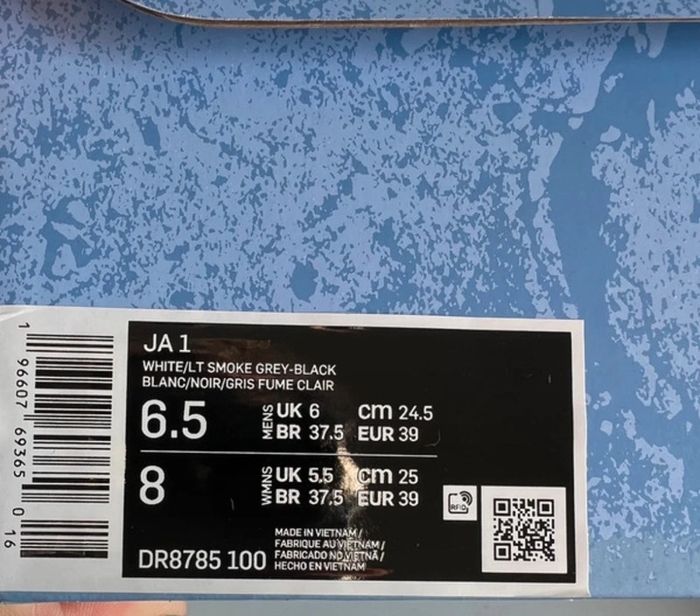 JA 1
WHITE/LT SMOKE GREY-BLACK
BLANC/NOIR/GRIS FUME CLAIR
6.5 MENS UK 6 cm 24.5
BR 37.5 EUR 39
8 WMNS UK 5.5 cm 25
BR 37.5 EUR 39
MADE IN VIETNAM /
FABRIQUE AU VIETNAM /
FABRICADO NO VIETNÃ /
HECHO EN VIETNAM
DR8785 100
RFID
1 96607 69365 0 16